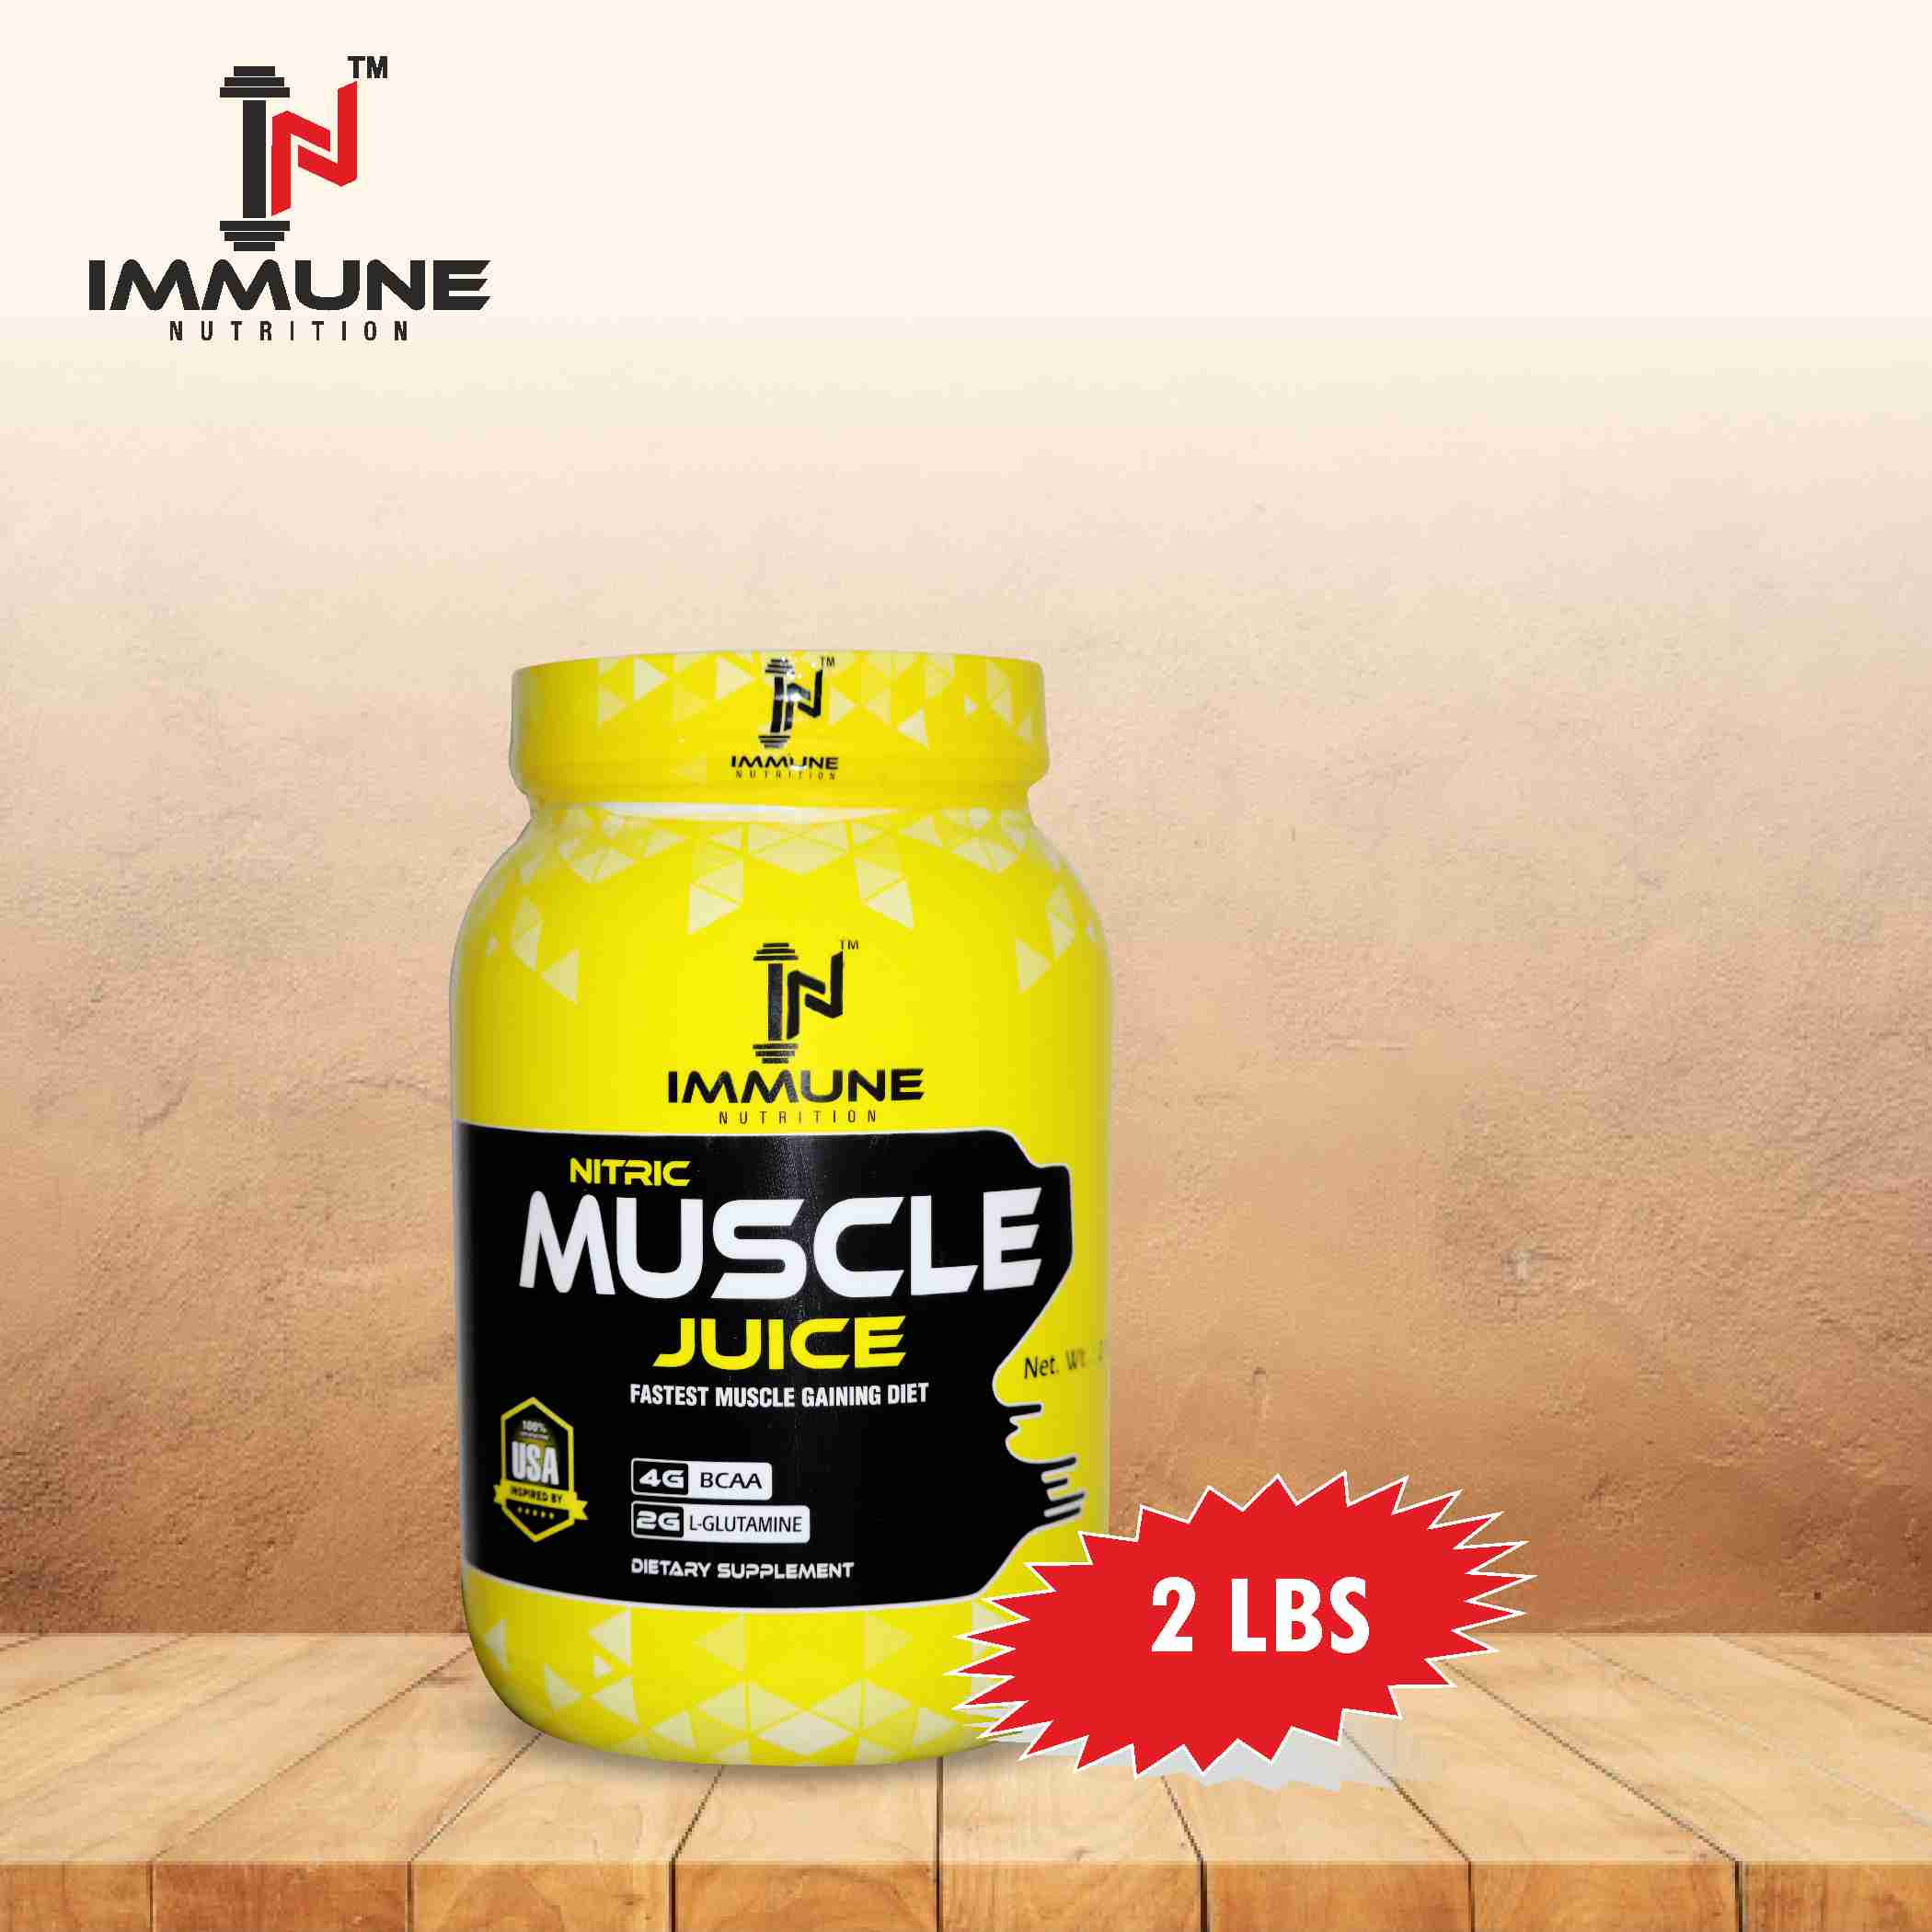 TM
IMMUNE
NUTRITION
TM
IMMUNE
NUTRITION
TM
IMMUNE
NUTRITION
NITRIC
MUSCLE
JUICE
FASTEST MUSCLE GAINING DIET
Net. Wt.
100%
USA
INSPIRED BY
4G BCAA
2G L-GLUTAMINE
DIETARY SUPPLEMENT
2 LBS